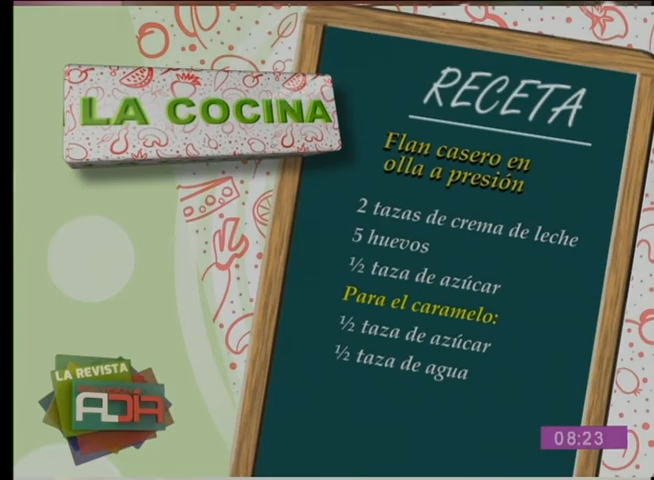 LA COCINA
RECETA
Flan casero en
olla a presión
2 tazas de crema de leche
5 huevos
½ taza de azúcar
Para el caramelo:
½ taza de azúcar
½ taza de agua
LA REVISTA
ALDÍA
08:23